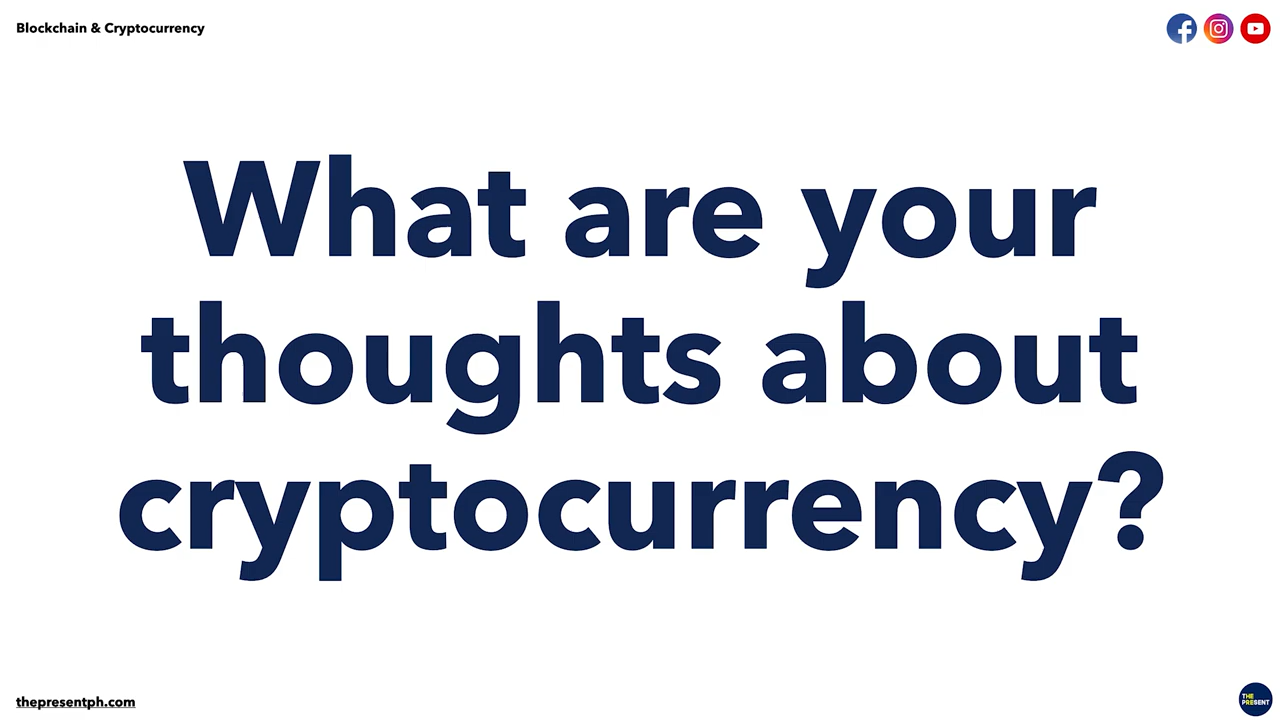 Blockchain & Cryptocurrency
What are your
thoughts about
cryptocurrency?
thepresentph.com
THE
PRESENT